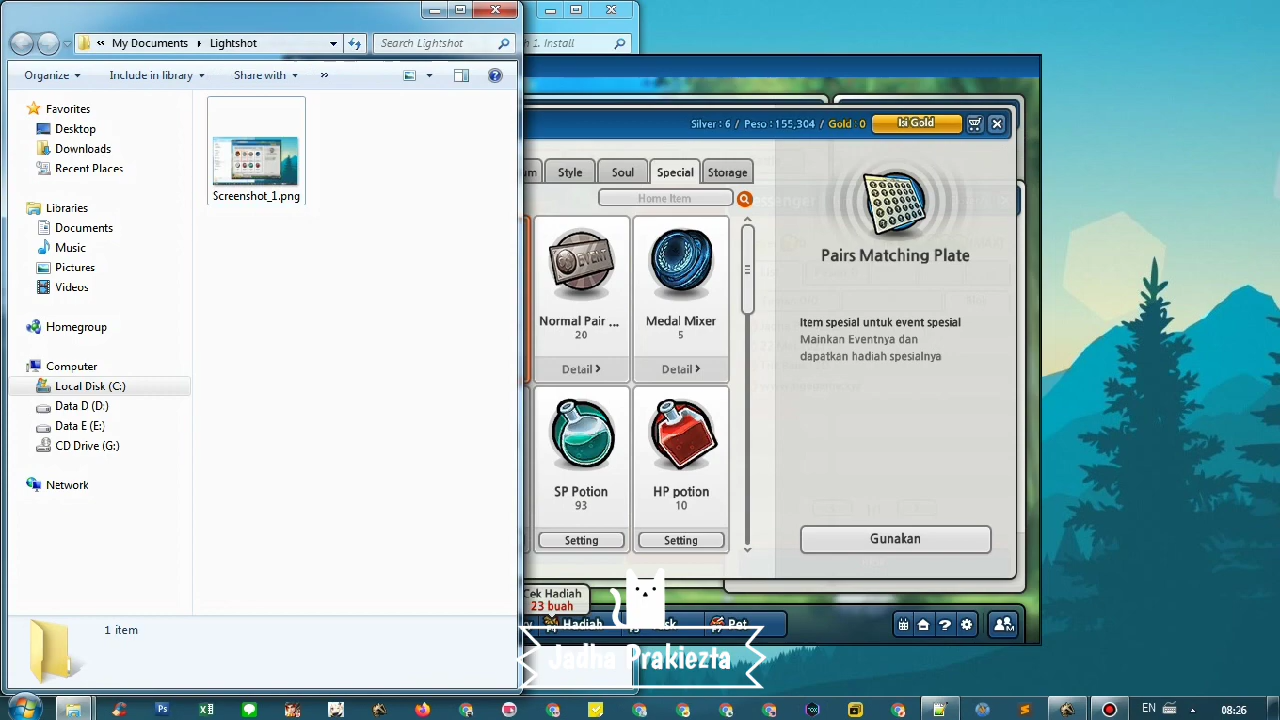 « My Documents Lightshot
Search Lightshot
1. Install
Organize
Include in library
Share with
»
Favorites
Desktop
Downloads
Recent Places
Libraries
Documents
Music
Pictures
Videos
Homegroup
Computer
Local Disk (C:)
Data D (D:)
Data E (E:)
CD Drive (G:)
Network
Screenshot_1.png
1 item
Silver : 6 / Peso : 155,304 / Gold : 0
Isi Gold
Style
Soul
Special
Storage
Home Item
Normal Pair ...
20
Detail
Medal Mixer
5
Detail
SP Potion
93
Setting
HP potion
10
Setting
Pairs Matching Plate
Item spesial untuk event spesial
Mainkan Eventnya dan
dapatkan hadiah spesialnya
Gunakan
Cek Hadiah
23 buah
Hadiah
Pet
Jadha Prakiezta
EN
08:26